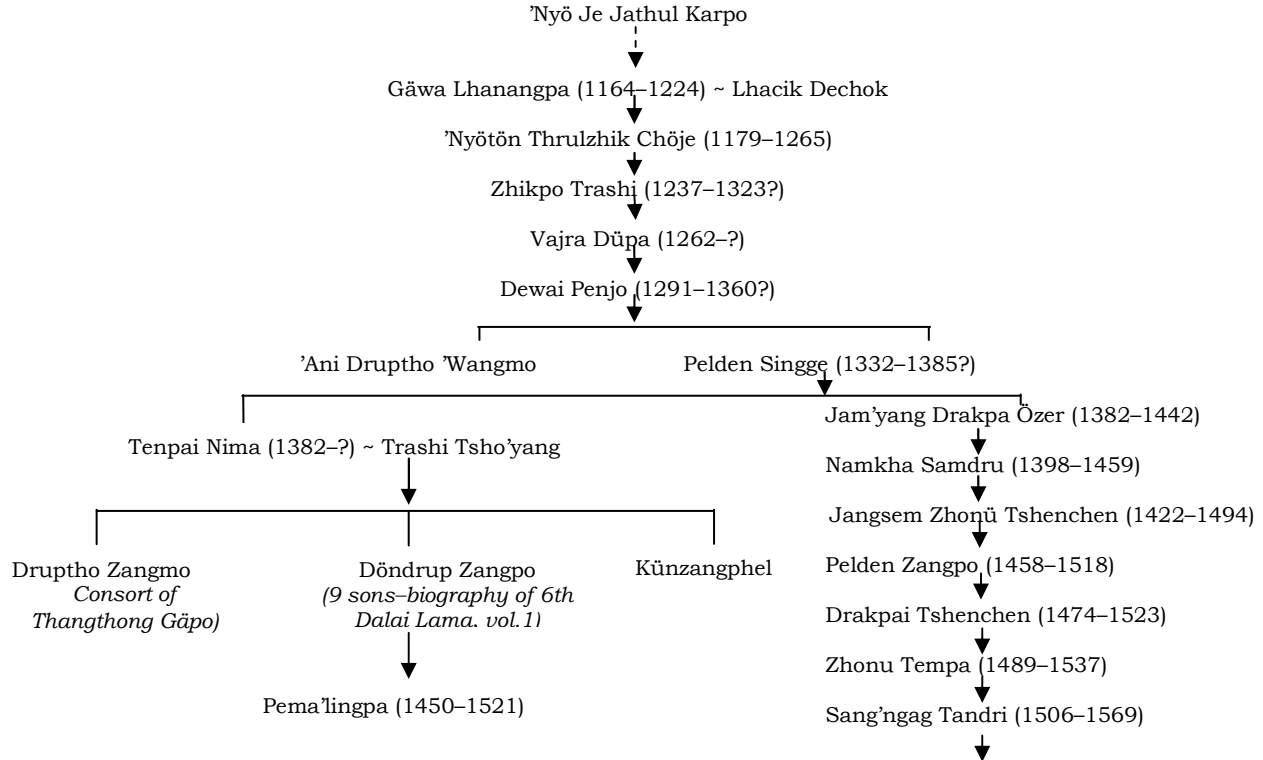 ’Nyö Je Jathul Karpo
Gäwa Lhanangpa (1164–1224) ~ Lhacik Dechok
’Nyötön Thrulzhik Chöje (1179–1265)
Zhikpo Trashi (1237–1323?)
Vajra Düpa (1262–?)
Dewai Penjo (1291–1360?)
’Ani Druptho ’Wangmo
Pelden Singge (1332–1385?)
Tenpai Nima (1382–?) ~ Trashi Tsho’yang
Druptho Zangmo
Consort of
Thangthong Gäpo)
Döndrup Zangpo
(9 sons–biography of 6th
Dalai Lama, vol.1)
Künzangphel
Pema’lingpa (1450–1521)
Jam’yang Drakpa Özer (1382–1442)
Namkha Samdru (1398–1459)
Jangsem Zhonü Tshenchen (1422–1494)
Pelden Zangpo (1458–1518)
Drakpai Tshenchen (1474–1523)
Zhonu Tempa (1489–1537)
Sang’ngag Tandri (1506–1569)